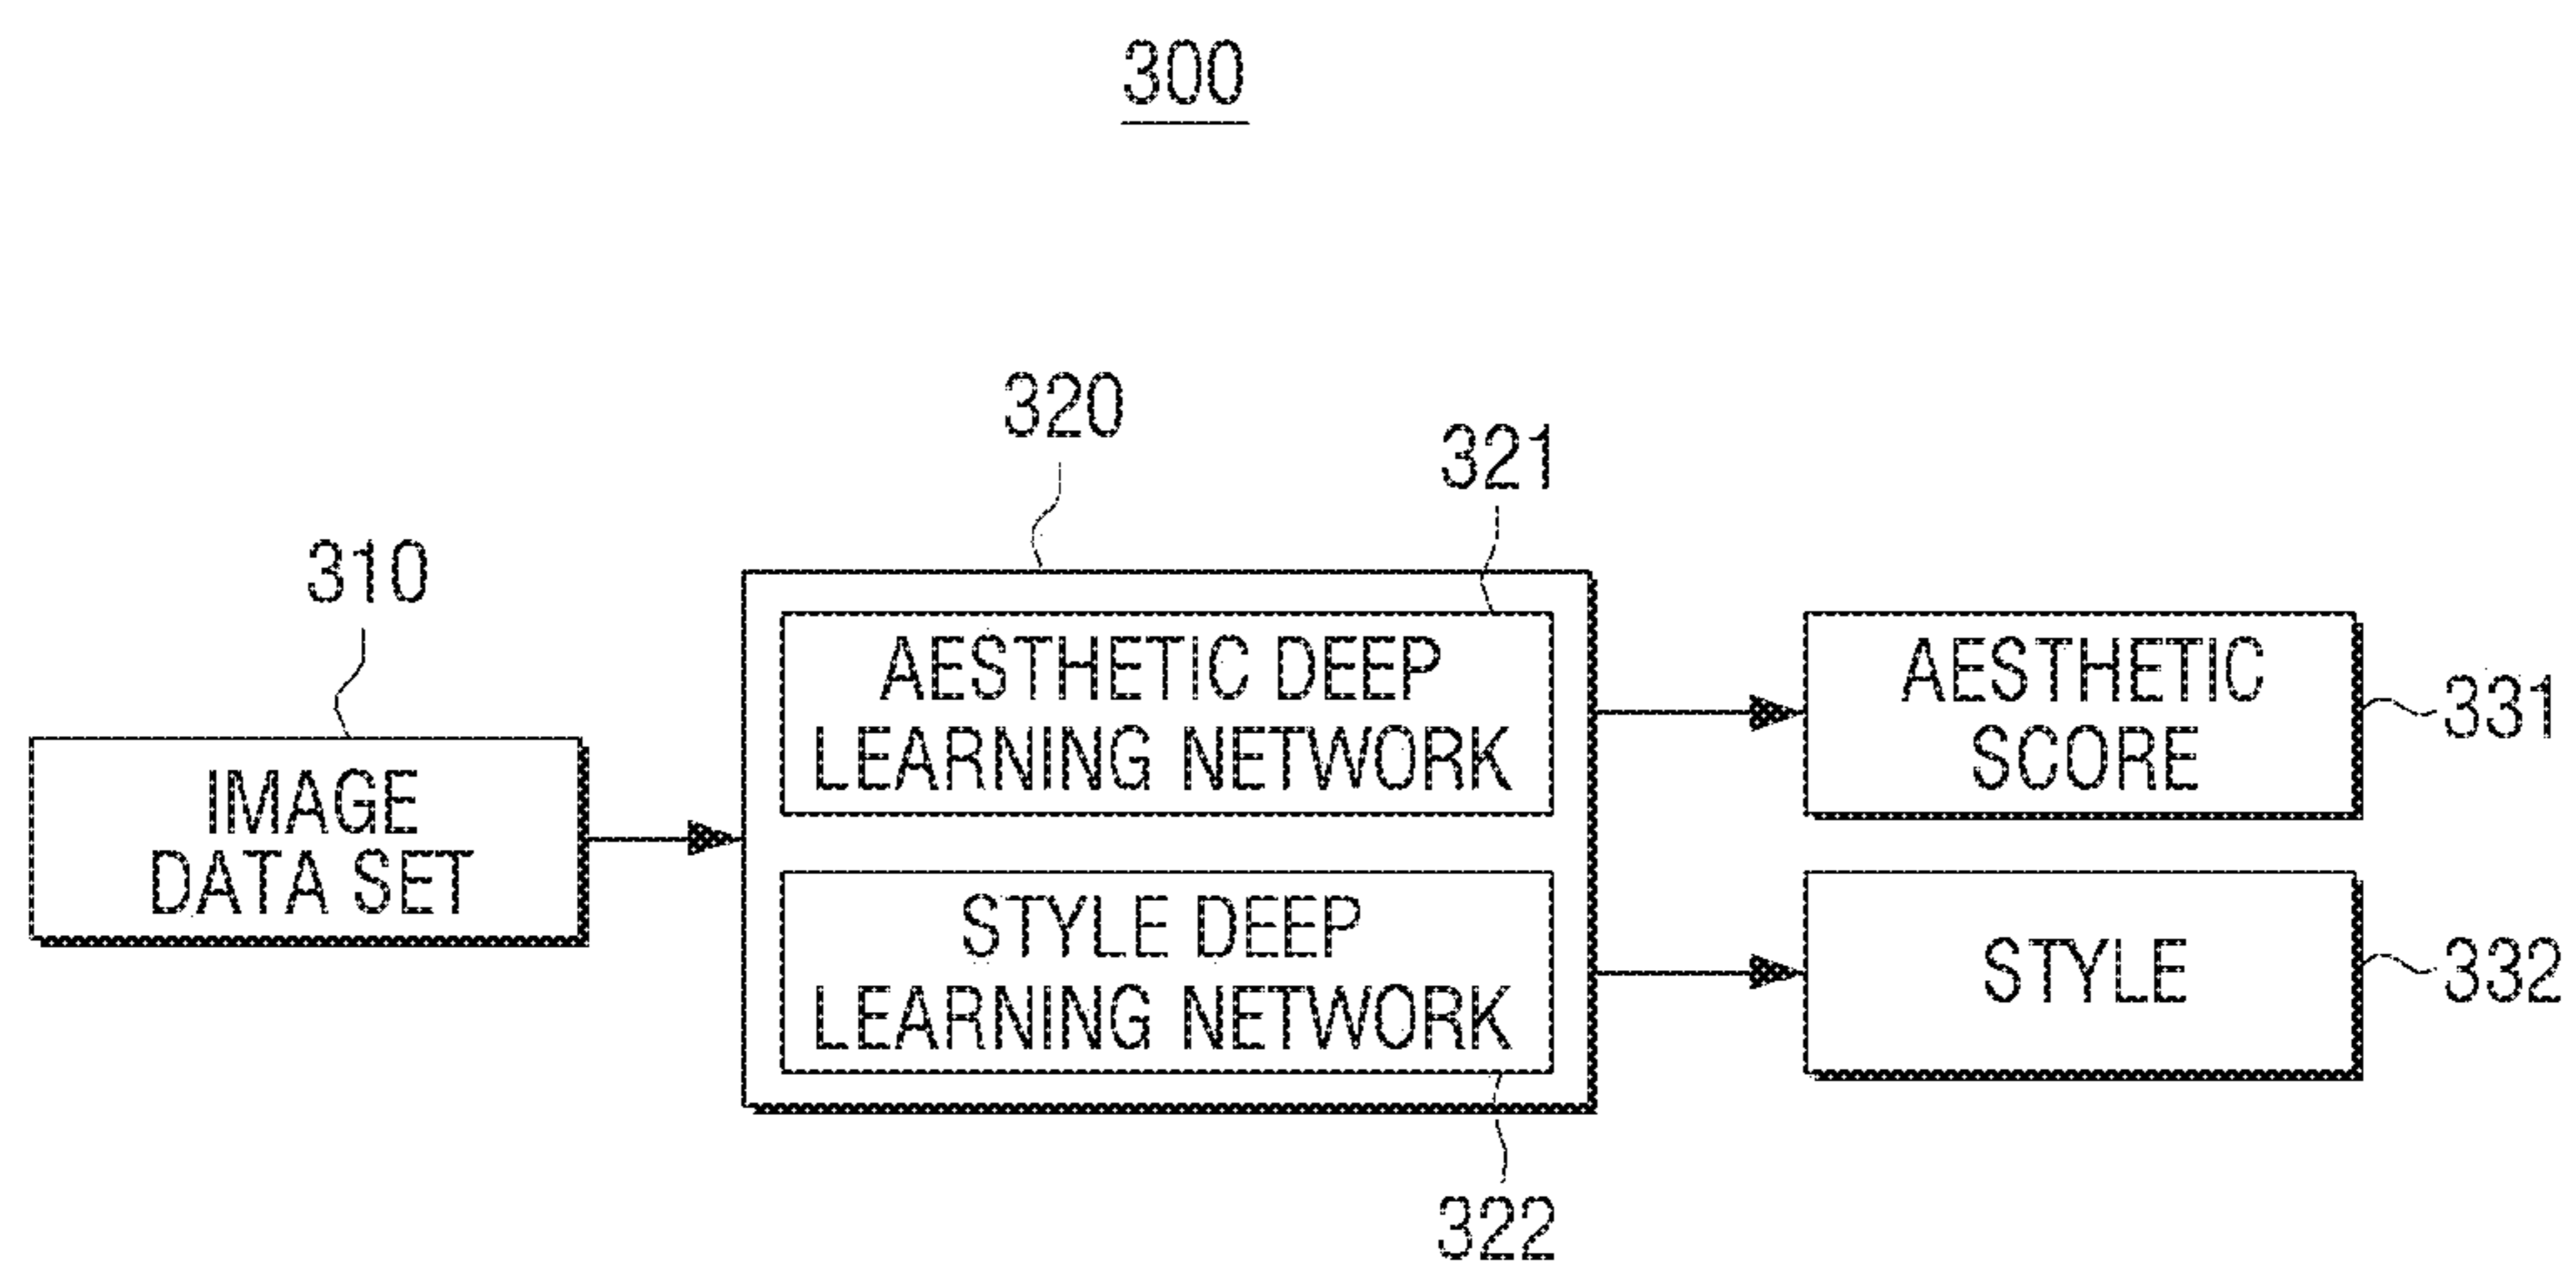 300
320
321
310
AESTHETIC DEEP
LEARNING NETWORK
AESTHETIC
SCORE
331
IMAGE
DATA SET
STYLE DEEP
LEARNING NETWORK
STYLE
332
322